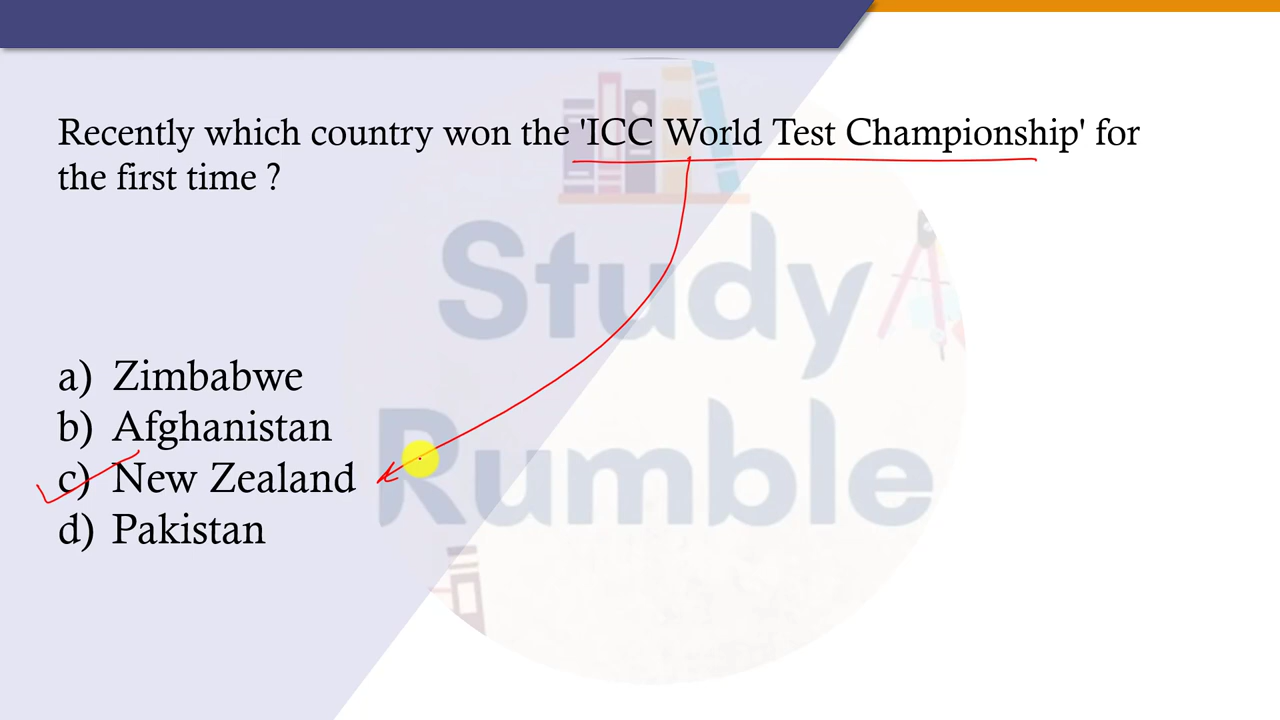 Recently which country won the 'ICC World Test Championship' for
the first time ?
Study
Rumble
a) Zimbabwe
b) Afghanistan
c) New Zealand
d) Pakistan